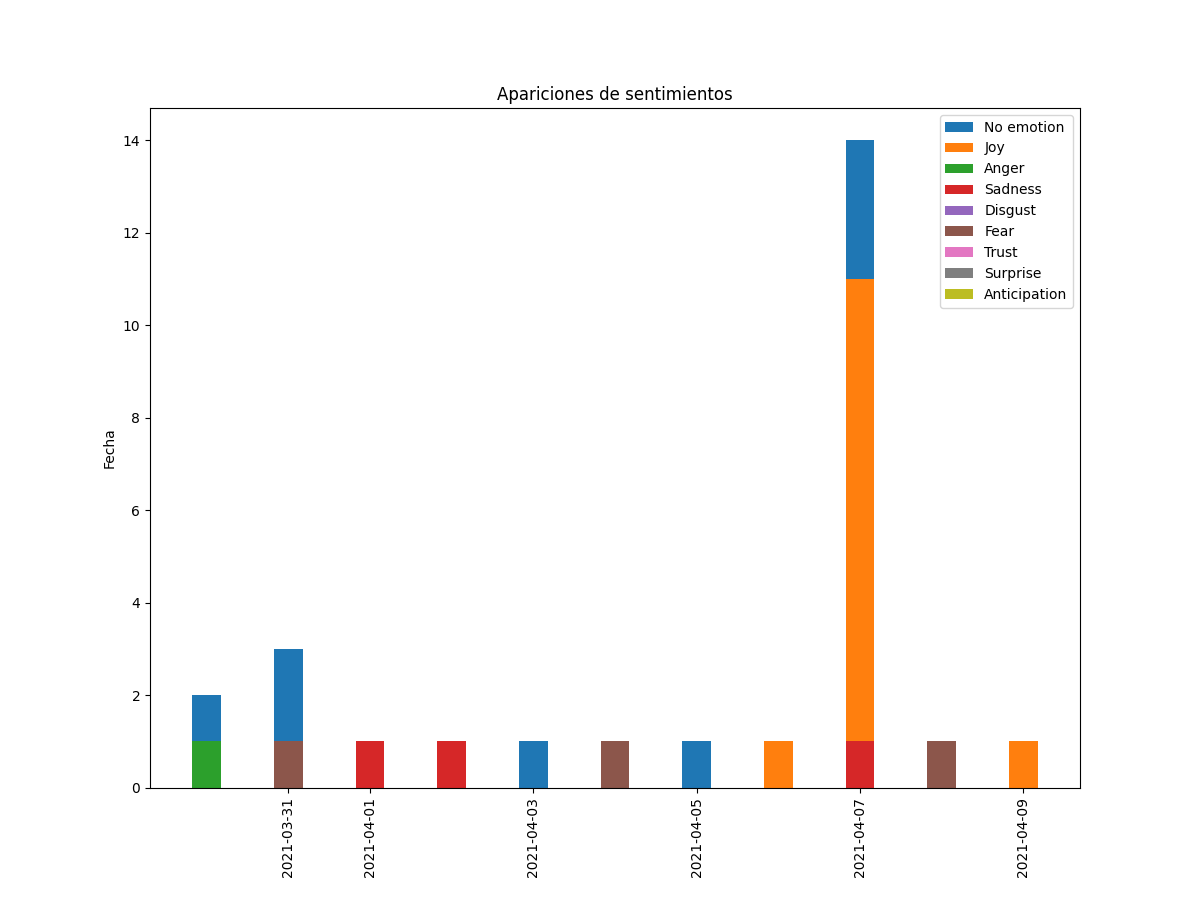 Apariciones de sentimientos
No emotion
Joy
Anger
Sadness
Disgust
Fear
Trust
Surprise
Anticipation
14
12
10
8
6
4
2
0
Fecha
2021-03-31
2021-04-01
2021-04-03
2021-04-05
2021-04-07
2021-04-09